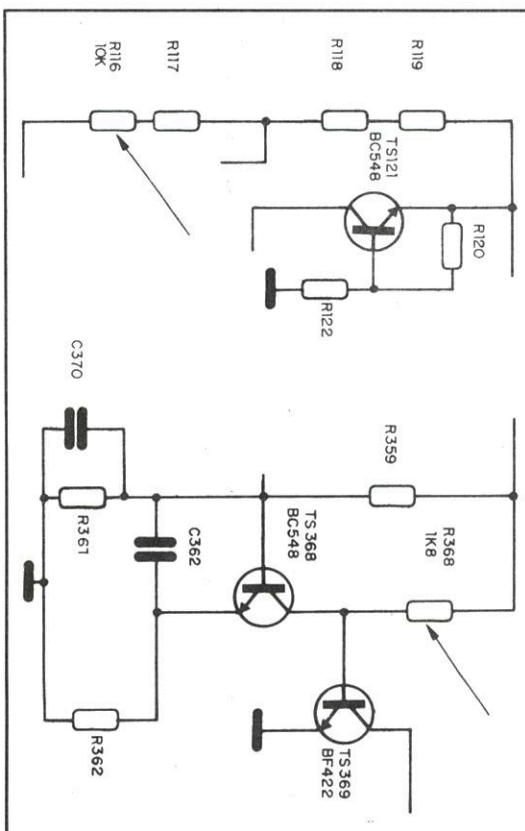 R119
R118
R117
R116
10K
TS121
BC548
R120
R122
C370
R359
R368
1K8
R361
C362
TS368
BC548
R362
TS369
BF422